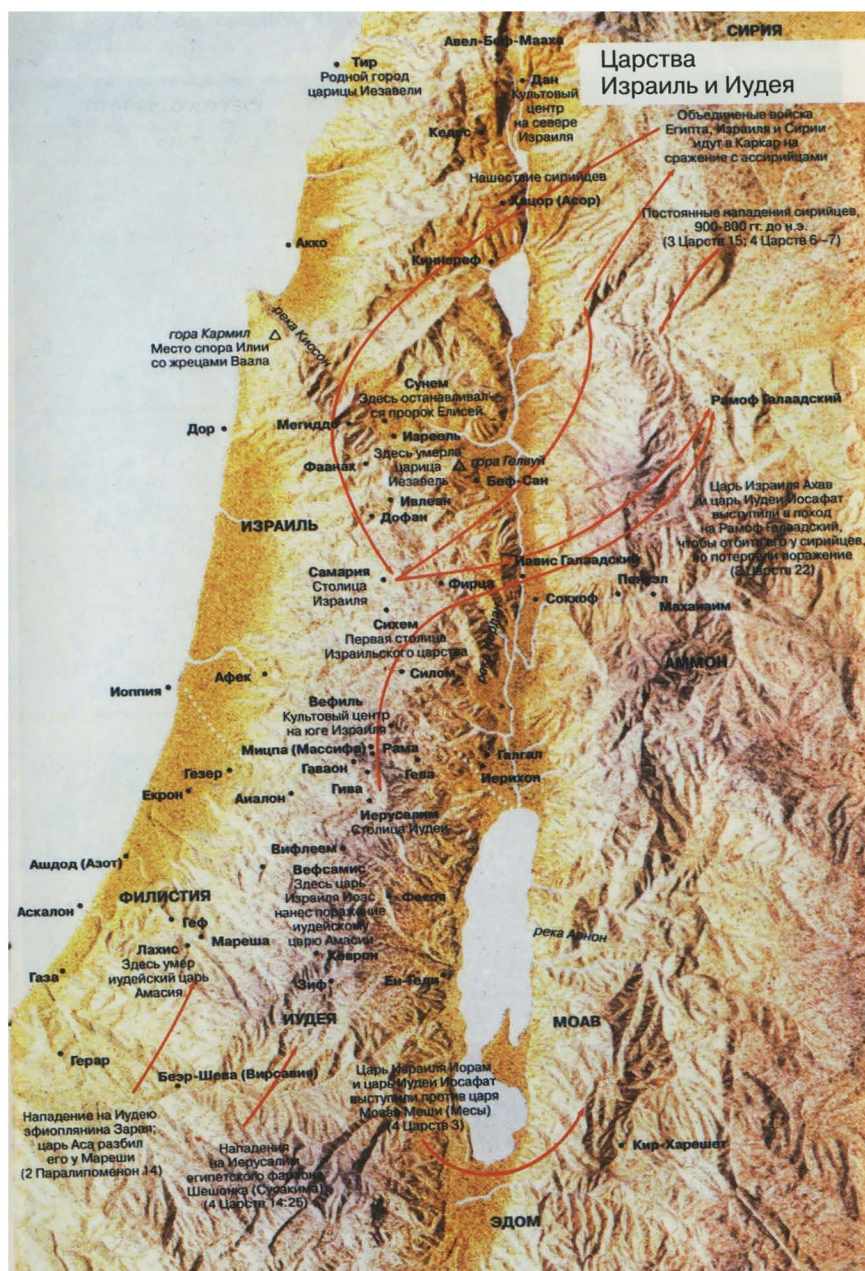 Царства
Израиль и Иудея
СИРИЯ
Авел-Беф-Мааха
Тир
Родной город
царицы Иезавели
Дан
Культовый
центр
на севере
Израиля
Кедес
Объединеные войска
Египта, Израиля и Сирии
идут в Каркар на
сражение с ассирийцами
Нашествие сирийцев
Хацор (Асор)
Постоянные нападения сирийцев,
900-800 гг. до н.э.
(3 Царств 15; 4 Царств 6–7)
Акко
Киннереф
река Киссон
гора Кармил
Место спора Илии
со жрецами Ваала
Сунем
Здесь останавливал-
ся пророк Елисей
Рамоф Галаадский
Дор
Мегиддо
Изреель
Здесь умерла
царица
Иезавель
Фаанах
гора Гелвуй
Беф-Сан
Ивлеан
Дофан
Царь Израиля Ахав
и царь Иудеи Иосафат
выступили в поход
на Рамоф Галаадский,
чтобы отбить его у сирийцев,
но потерпели поражение
(3 Царств 22)
ИЗРАИЛЬ
Самария
Столица
Израиля
Фирца
Иавис Галаадский
Сокхоф
Пенуэл
Маханаим
Сихем
Первая столица
Израильского царства
река Иордан
АММОН
Силом
Афек
Иоппия
Вефиль
Культовый центр
на юге Израиля
Мицпа (Массифа)
Рама
Галгал
Гезер
Гаваон
Гева
Иерихон
Екрон
Аиалон
Гива
Иерусалим
Столица Иудеи
Вифлеем
Ашдод (Азот)
Вефсамис
Здесь царь
Израиля Иоас
нанес поражение
иудейскому
царю Амасии
Фекоя
ФИЛИСТИЯ
Аскалон
Геф
Мареша
река Арнон
Лахис
Здесь умер
иудейский царь
Амасия
Хеврон
Газа
Зиф
Ен-Геди
ИУДЕЯ
МОАВ
Герар
Беэр-Шева (Вирсавия)
Царь Израиля Иорам
и царь Иудеи Иосафат
выступили против царя
Моава Меши (Месы)
(4 Царств 3)
Нападение на Иудею
эфиоплянина Зарая;
царь Аса разбил
его у Мареши
(2 Паралипоменон 14)
Нападения
на Иерусалим
египетского фараона
Шешонка (Сусакима)
(4 Царств 14:25)
Кир-Харешет
ЭДОМ